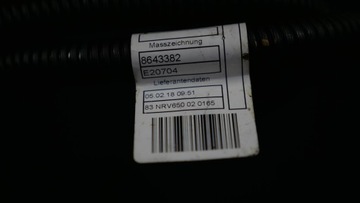 Masszeichnung
8643382
E20704
Lieferantendaten
05 02 18 09:51
83 NRV650 02 0165